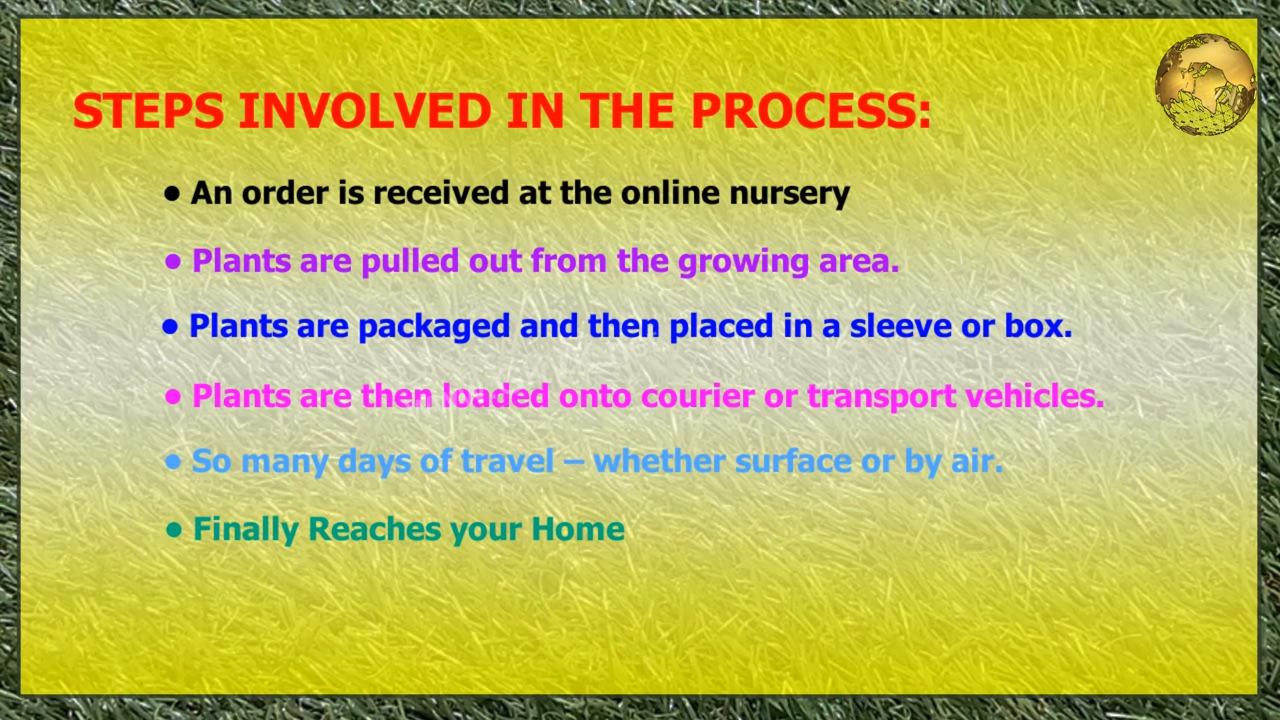 STEPS INVOLVED IN THE PROCESS:
• An order is received at the online nursery
• Plants are pulled out from the growing area.
• Plants are packaged and then placed in a sleeve or box.
• Plants are then loaded onto courier or transport vehicles.
• So many days of travel – whether surface or by air.
• Finally Reaches your Home